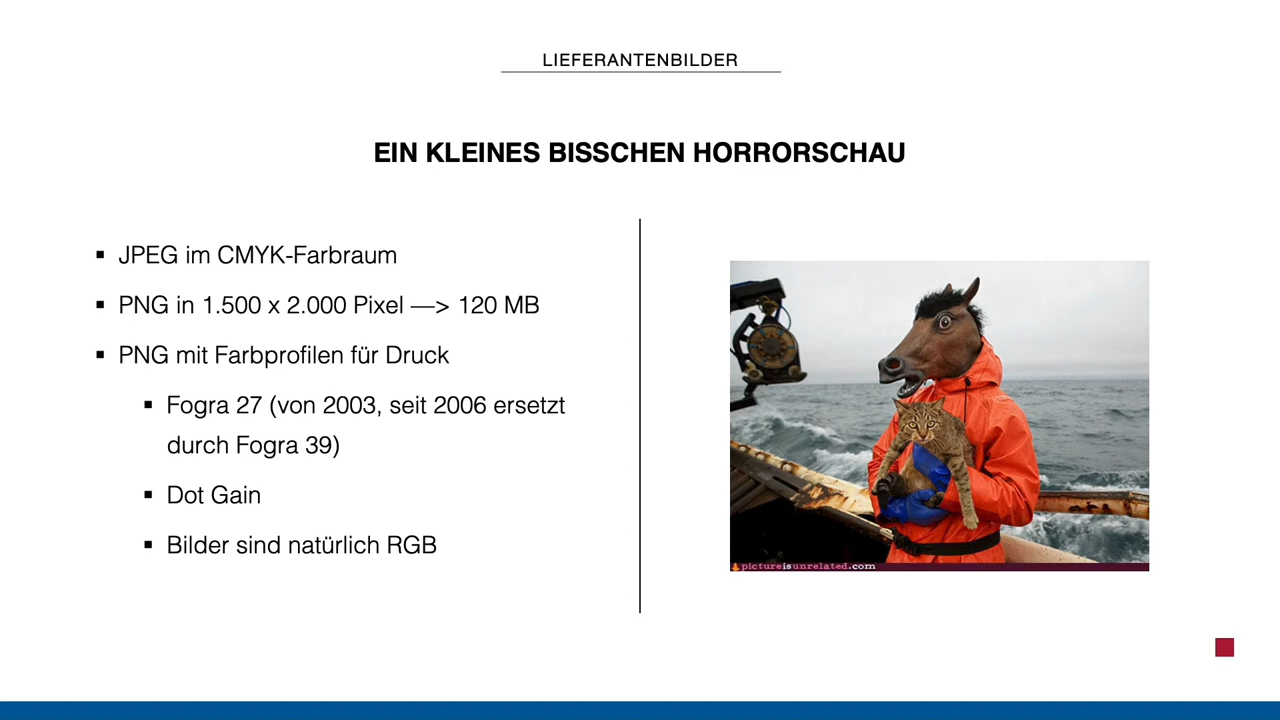 LIEFERANTENBILDER
EIN KLEINES BISSCHEN HORRORSCHAU
▪ JPEG im CMYK-Farbraum
▪ PNG in 1.500 x 2.000 Pixel —> 120 MB
▪ PNG mit Farbprofilen für Druck
▪ Fogra 27 (von 2003, seit 2006 ersetzt
durch Fogra 39)
▪ Dot Gain
▪ Bilder sind natürlich RGB
pictureisunrelated.com